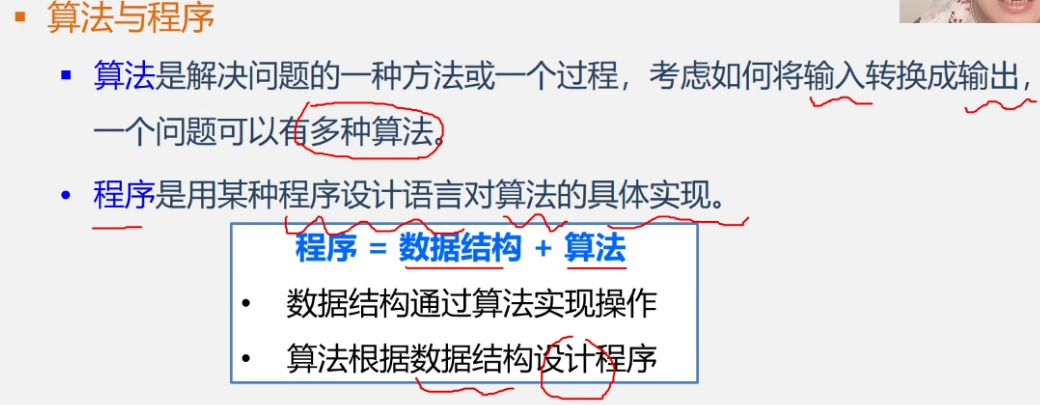 算法与程序
算法是解决问题的一种方法或一个过程，考虑如何将输入转换成输出，
一个问题可以有多种算法。
程序是用某种程序设计语言对算法的具体实现。
程序 = 数据结构 + 算法
• 数据结构通过算法实现操作
• 算法根据数据结构设计程序